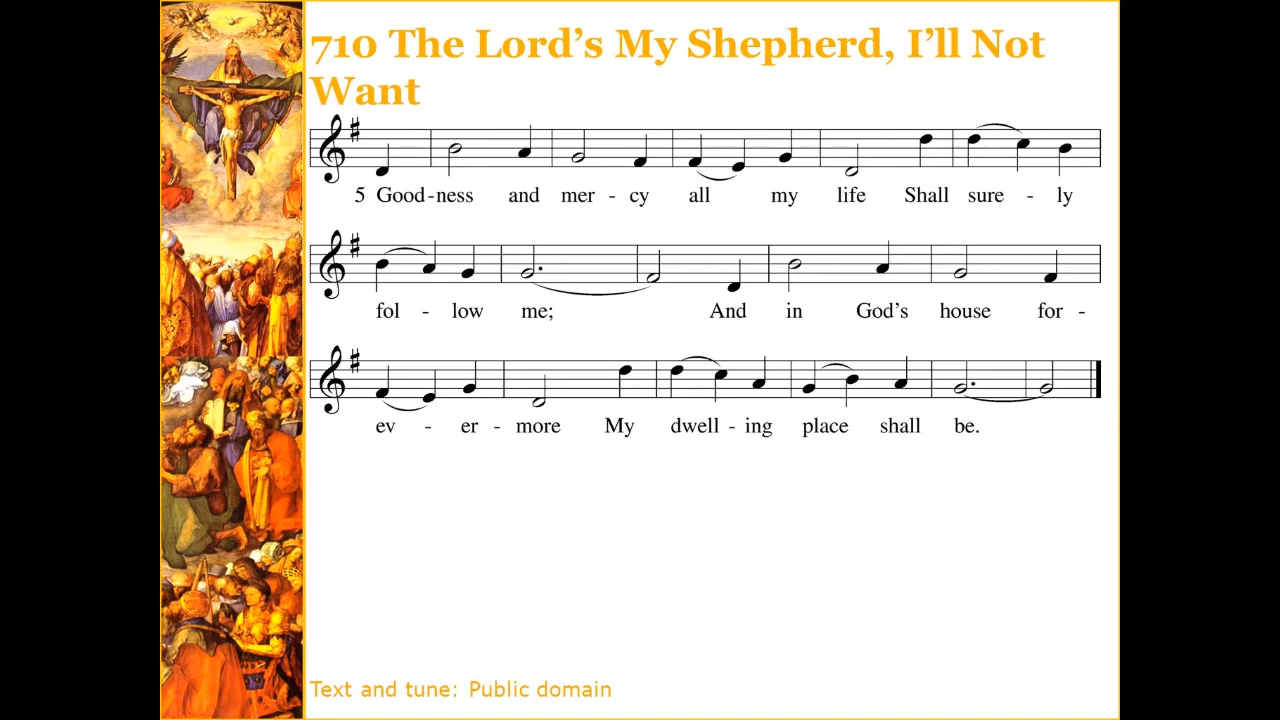 710 The Lord’s My Shepherd, I’ll Not
Want
5 Good - ness and mer - cy all my life Shall sure - ly
fol - low me; And in God’s house for -
ev - er - more My dwell - ing place shall be.
Text and tune: Public domain